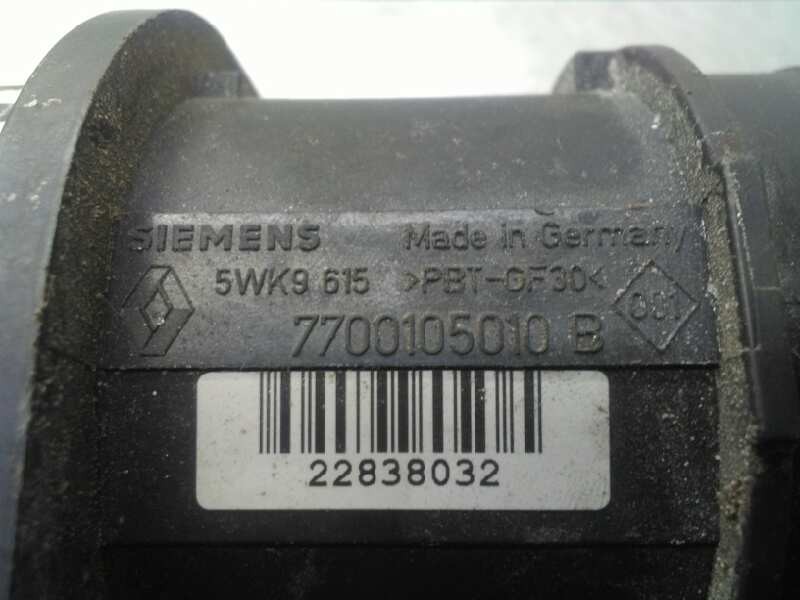 SIEMENS Made in Germany
5WK9 615 >PBT-GF30<
7700105010 B
22838032